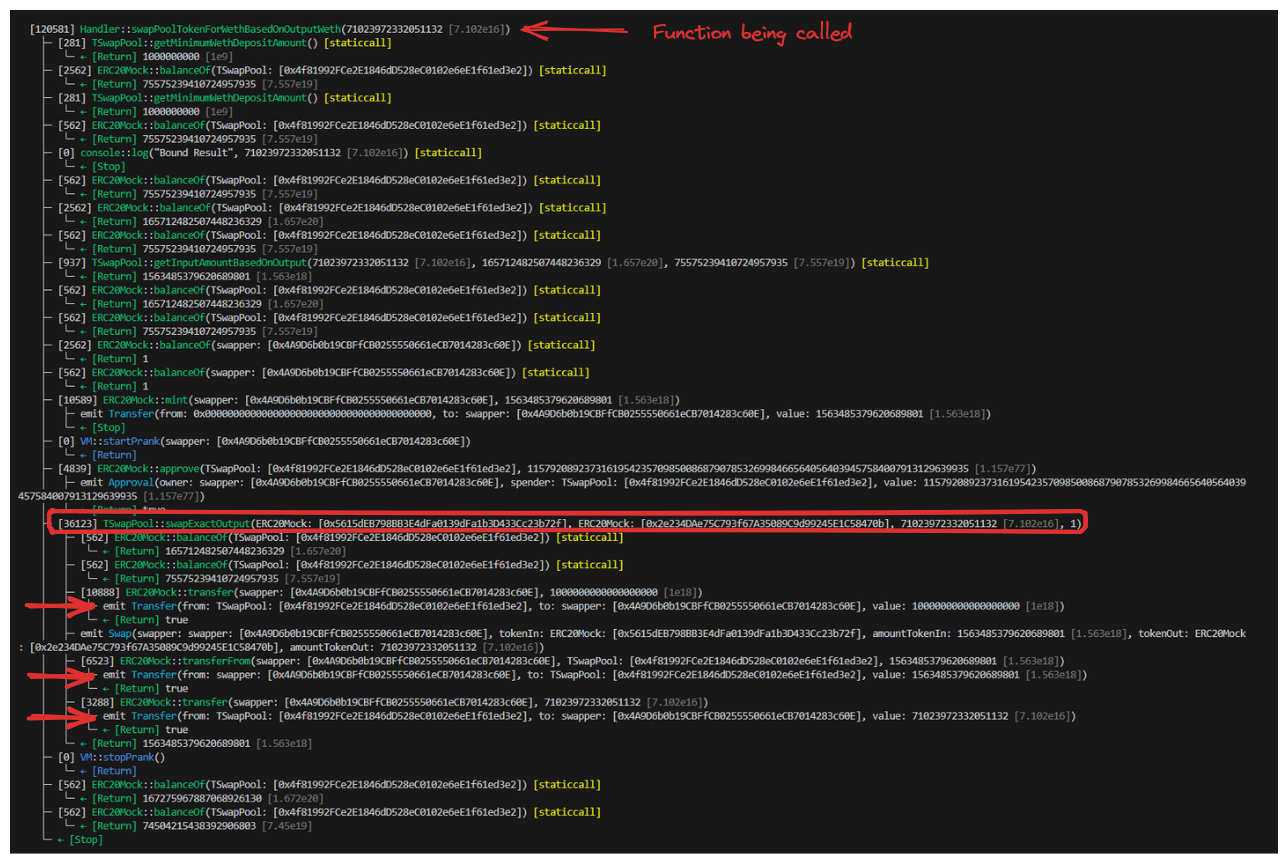 [120581] Handler::swapPoolTokenForWethBasedOnOutputWeth(71023972332051132 [7.102e16])
Function being called
├─ [281] TSwapPool::getMinimumWethDepositAmount() [staticcall]
│ └─ ← [Return] 1000000000 [1e9]
├─ [2562] ERC20Mock::balanceOf(TSwapPool: [0x4f81992FCe2E1846dD528eC0102e6eE1f61ed3e2]) [staticcall]
│ └─ ← [Return] 75575239410724957935 [7.557e19]
├─ [281] TSwapPool::getMinimumWethDepositAmount() [staticcall]
│ └─ ← [Return] 1000000000 [1e9]
├─ [562] ERC20Mock::balanceOf(TSwapPool: [0x4f81992FCe2E1846dD528eC0102e6eE1f61ed3e2]) [staticcall]
│ └─ ← [Return] 75575239410724957935 [7.557e19]
├─ [0] console::log("Bound Result", 71023972332051132 [7.102e16]) [staticcall]
│ └─ ← [Stop]
├─ [562] ERC20Mock::balanceOf(TSwapPool: [0x4f81992FCe2E1846dD528eC0102e6eE1f61ed3e2]) [staticcall]
│ └─ ← [Return] 75575239410724957935 [7.557e19]
├─ [2562] ERC20Mock::balanceOf(TSwapPool: [0x4f81992FCe2E1846dD528eC0102e6eE1f61ed3e2]) [staticcall]
│ └─ ← [Return] 165712482507448236329 [1.657e20]
├─ [562] ERC20Mock::balanceOf(TSwapPool: [0x4f81992FCe2E1846dD528eC0102e6eE1f61ed3e2]) [staticcall]
│ └─ ← [Return] 75575239410724957935 [7.557e19]
├─ [937] TSwapPool::getInputAmountBasedOnOutput(71023972332051132 [7.102e16], 165712482507448236329 [1.657e20], 75575239410724957935 [7.557e19]) [staticcall]
│ └─ ← [Return] 1563485379620689801 [1.563e18]
├─ [562] ERC20Mock::balanceOf(TSwapPool: [0x4f81992FCe2E1846dD528eC0102e6eE1f61ed3e2]) [staticcall]
│ └─ ← [Return] 165712482507448236329 [1.657e20]
├─ [562] ERC20Mock::balanceOf(TSwapPool: [0x4f81992FCe2E1846dD528eC0102e6eE1f61ed3e2]) [staticcall]
│ └─ ← [Return] 75575239410724957935 [7.557e19]
├─ [2562] ERC20Mock::balanceOf(swapper: [0x4A9D6b0b19CBFfCB0255550661eCB7014283c60E]) [staticcall]
│ └─ ← [Return] 1
├─ [562] ERC20Mock::balanceOf(swapper: [0x4A9D6b0b19CBFfCB0255550661eCB7014283c60E]) [staticcall]
│ └─ ← [Return] 1
├─ [10589] ERC20Mock::mint(swapper: [0x4A9D6b0b19CBFfCB0255550661eCB7014283c60E], 1563485379620689801 [1.563e18])
│ ├─ emit Transfer(from: 0x0000000000000000000000000000000000000000, to: swapper: [0x4A9D6b0b19CBFfCB0255550661eCB7014283c60E], value: 1563485379620689801 [1.563e18])
│ └─ ← [Stop]
├─ [0] VM::startPrank(swapper: [0x4A9D6b0b19CBFfCB0255550661eCB7014283c60E])
│ └─ ← [Return]
├─ [4839] ERC20Mock::approve(TSwapPool: [0x4f81992FCe2E1846dD528eC0102e6eE1f61ed3e2], 115792089237316195423570985008687907853269984665640564039457584007913129639935 [1.157e77])
│ ├─ emit Approval(owner: swapper: [0x4A9D6b0b19CBFfCB0255550661eCB7014283c60E], spender: TSwapPool: [0x4f81992FCe2E1846dD528eC0102e6eE1f61ed3e2], value: 115792089237316195423570985008687907853269984665640564039
457584007913129639935 [1.157e77])
│ └─ ← [Return] true
├─ [36123] TSwapPool::swapExactOutput(ERC20Mock: [0x5615dEB798BB3E4dFa0139dFa1b3D433Cc23b72f], ERC20Mock: [0x2e234DAe75C793f67A35089C9d99245E1C58470b], 71023972332051132 [7.102e16], 1)
│ ├─ [562] ERC20Mock::balanceOf(TSwapPool: [0x4f81992FCe2E1846dD528eC0102e6eE1f61ed3e2]) [staticcall]
│ │ └─ ← [Return] 165712482507448236329 [1.657e20]
│ ├─ [562] ERC20Mock::balanceOf(TSwapPool: [0x4f81992FCe2E1846dD528eC0102e6eE1f61ed3e2]) [staticcall]
│ │ └─ ← [Return] 75575239410724957935 [7.557e19]
│ ├─ [10888] ERC20Mock::transfer(swapper: [0x4A9D6b0b19CBFfCB0255550661eCB7014283c60E], 1000000000000000000 [1e18])
│ │ ├─ emit Transfer(from: TSwapPool: [0x4f81992FCe2E1846dD528eC0102e6eE1f61ed3e2], to: swapper: [0x4A9D6b0b19CBFfCB0255550661eCB7014283c60E], value: 1000000000000000000 [1e18])
│ │ └─ ← [Return] true
│ ├─ emit Swap(swapper: swapper: [0x4A9D6b0b19CBFfCB0255550661eCB7014283c60E], tokenIn: ERC20Mock: [0x5615dEB798BB3E4dFa0139dFa1b3D433Cc23b72f], amountTokenIn: 1563485379620689801 [1.563e18], tokenOut: ERC20Mock
: [0x2e234DAe75C793f67A35089C9d99245E1C58470b], amountTokenOut: 71023972332051132 [7.102e16])
│ ├─ [6523] ERC20Mock::transferFrom(swapper: [0x4A9D6b0b19CBFfCB0255550661eCB7014283c60E], TSwapPool: [0x4f81992FCe2E1846dD528eC0102e6eE1f61ed3e2], 1563485379620689801 [1.563e18])
│ │ ├─ emit Transfer(from: swapper: [0x4A9D6b0b19CBFfCB0255550661eCB7014283c60E], to: TSwapPool: [0x4f81992FCe2E1846dD528eC0102e6eE1f61ed3e2], value: 1563485379620689801 [1.563e18])
│ │ └─ ← [Return] true
│ ├─ [3288] ERC20Mock::transfer(swapper: [0x4A9D6b0b19CBFfCB0255550661eCB7014283c60E], 71023972332051132 [7.102e16])
│ │ ├─ emit Transfer(from: TSwapPool: [0x4f81992FCe2E1846dD528eC0102e6eE1f61ed3e2], to: swapper: [0x4A9D6b0b19CBFfCB0255550661eCB7014283c60E], value: 71023972332051132 [7.102e16])
│ │ └─ ← [Return] true
│ └─ ← [Return] 1563485379620689801 [1.563e18]
├─ [0] VM::stopPrank()
│ └─ ← [Return]
├─ [562] ERC20Mock::balanceOf(TSwapPool: [0x4f81992FCe2E1846dD528eC0102e6eE1f61ed3e2]) [staticcall]
│ └─ ← [Return] 167275967887068926130 [1.672e20]
├─ [562] ERC20Mock::balanceOf(TSwapPool: [0x4f81992FCe2E1846dD528eC0102e6eE1f61ed3e2]) [staticcall]
│ └─ ← [Return] 74504215438392906803 [7.45e19]
└─ ← [Stop]